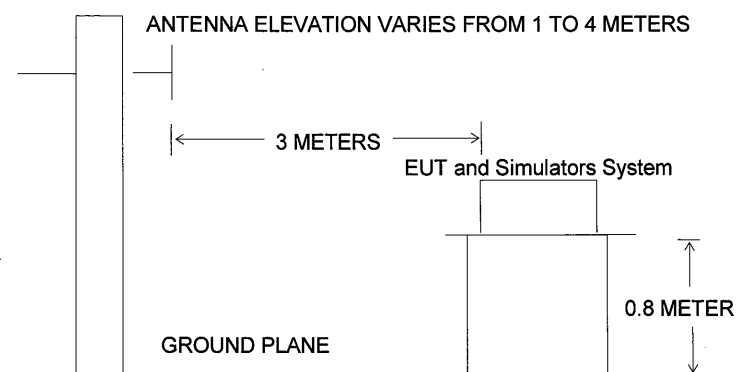 ANTENNA ELEVATION VARIES FROM 1 TO 4 METERS
3 METERS
EUT and Simulators System
0.8 METER
GROUND PLANE